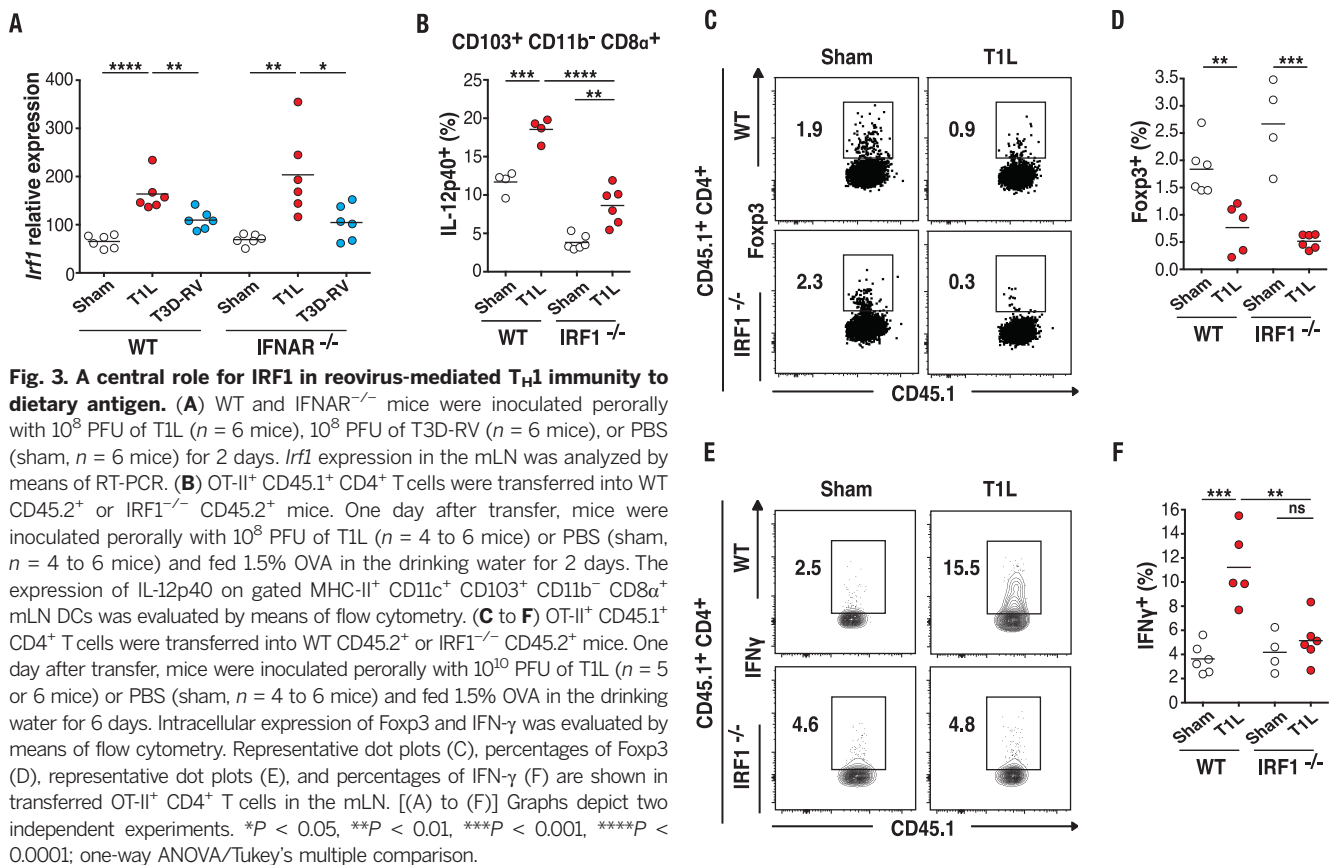 A
**** ** ** *
Irf1 relative expression
400
300
200
100
0
Sham T1L T3D-RV Sham T1L T3D-RV
WT IFNAR -/-
B
CD103+ CD11b- CD8α+
*** ****
**
IL-12p40+ (%)
25
20
15
10
5
0
Sham T1L Sham T1L
WT IRF1 -/-
C
Sham T1L
CD45.1+ CD4+
Foxp3
WT
1.9 0.9
IRF1 -/-
2.3 0.3
CD45.1
D
** ***
Foxp3+ (%)
3.5
3.0
2.5
2.0
1.5
1.0
0.5
0.0
Sham T1L Sham T1L
WT IRF1 -/-
Fig. 3. A central role for IRF1 in reovirus-mediated TH1 immunity to
dietary antigen. (A) WT and IFNAR−/− mice were inoculated perorally
with 10⁸ PFU of T1L (n = 6 mice), 10⁸ PFU of T3D-RV (n = 6 mice), or PBS
(sham, n = 6 mice) for 2 days. Irf1 expression in the mLN was analyzed by
means of RT-PCR. (B) OT-II+ CD45.1+ CD4+ T cells were transferred into WT
CD45.2+ or IRF1−/− CD45.2+ mice. One day after transfer, mice were
inoculated perorally with 10⁸ PFU of T1L (n = 4 to 6 mice) or PBS (sham,
n = 4 to 6 mice) and fed 1.5% OVA in the drinking water for 2 days. The
expression of IL-12p40 on gated MHC-II+ CD11c+ CD103+ CD11b− CD8α+
mLN DCs was evaluated by means of flow cytometry. (C to F) OT-II+ CD45.1+
CD4+ T cells were transferred into WT CD45.2+ or IRF1−/− CD45.2+ mice. One
day after transfer, mice were inoculated perorally with 10¹⁰ PFU of T1L (n = 5
or 6 mice) or PBS (sham, n = 4 to 6 mice) and fed 1.5% OVA in the drinking
water for 6 days. Intracellular expression of Foxp3 and IFN-γ was evaluated by
means of flow cytometry. Representative dot plots (C), percentages of Foxp3
(D), representative dot plots (E), and percentages of IFN-γ (F) are shown in
transferred OT-II+ CD4+ T cells in the mLN. [(A) to (F)] Graphs depict two
independent experiments. *P < 0.05, **P < 0.01, ***P < 0.001, ****P <
0.0001; one-way ANOVA/Tukey's multiple comparison.
E
Sham T1L
CD45.1+ CD4+
IFNγ
WT
2.5 15.5
IRF1 -/-
4.6 4.8
CD45.1
F
*** **
ns
IFNγ+ (%)
16
14
12
10
8
6
4
2
0
Sham T1L Sham T1L
WT IRF1 -/-